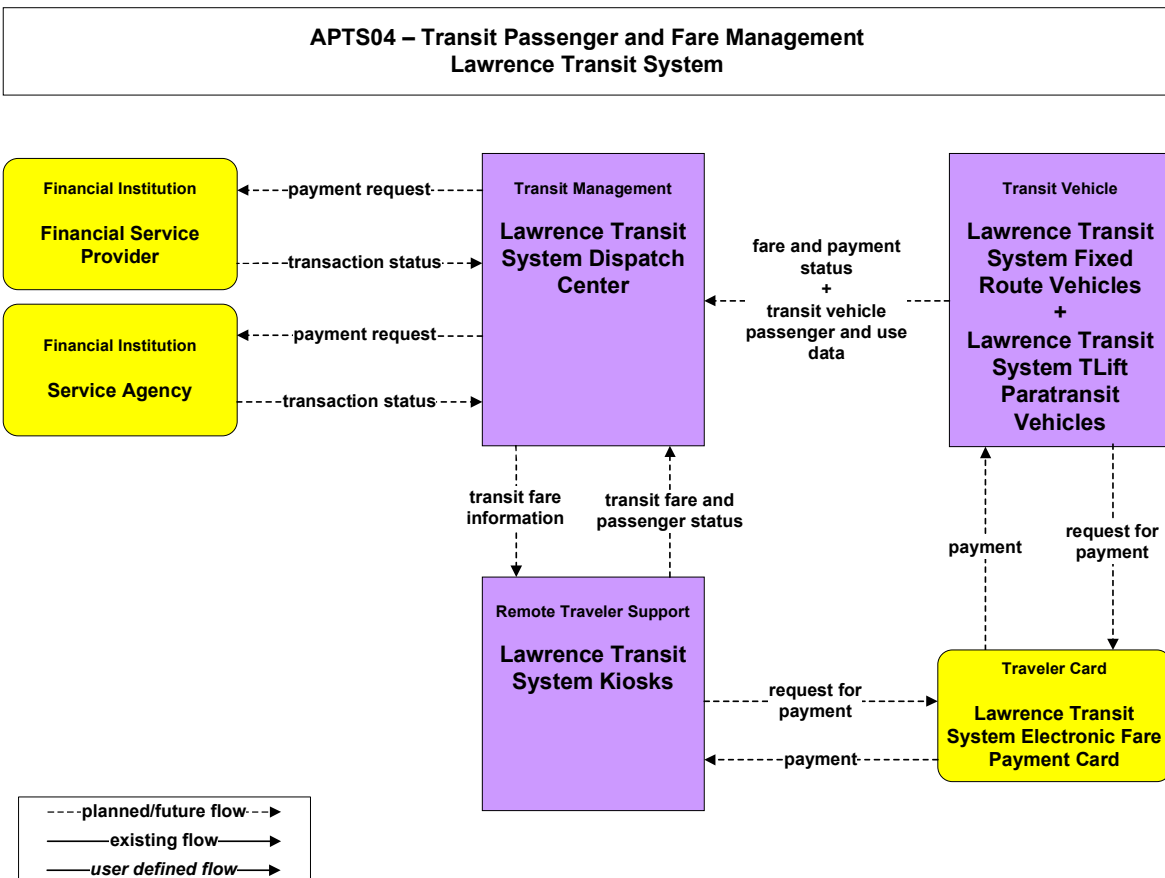 APTS04 – Transit Passenger and Fare Management
Lawrence Transit System
Financial Institution
Financial Service
Provider
payment request
transaction status
Financial Institution
Service Agency
payment request
transaction status
Transit Management
Lawrence Transit
System Dispatch
Center
fare and payment
status
+
transit vehicle
passenger and use
data
Transit Vehicle
Lawrence Transit
System Fixed
Route Vehicles
+
Lawrence Transit
System TLift
Paratransit
Vehicles
transit fare
information
transit fare and
passenger status
payment
request for
payment
Remote Traveler Support
Lawrence Transit
System Kiosks
request for
payment
payment
Traveler Card
Lawrence Transit
System Electronic Fare
Payment Card
planned/future flow
existing flow
user defined flow